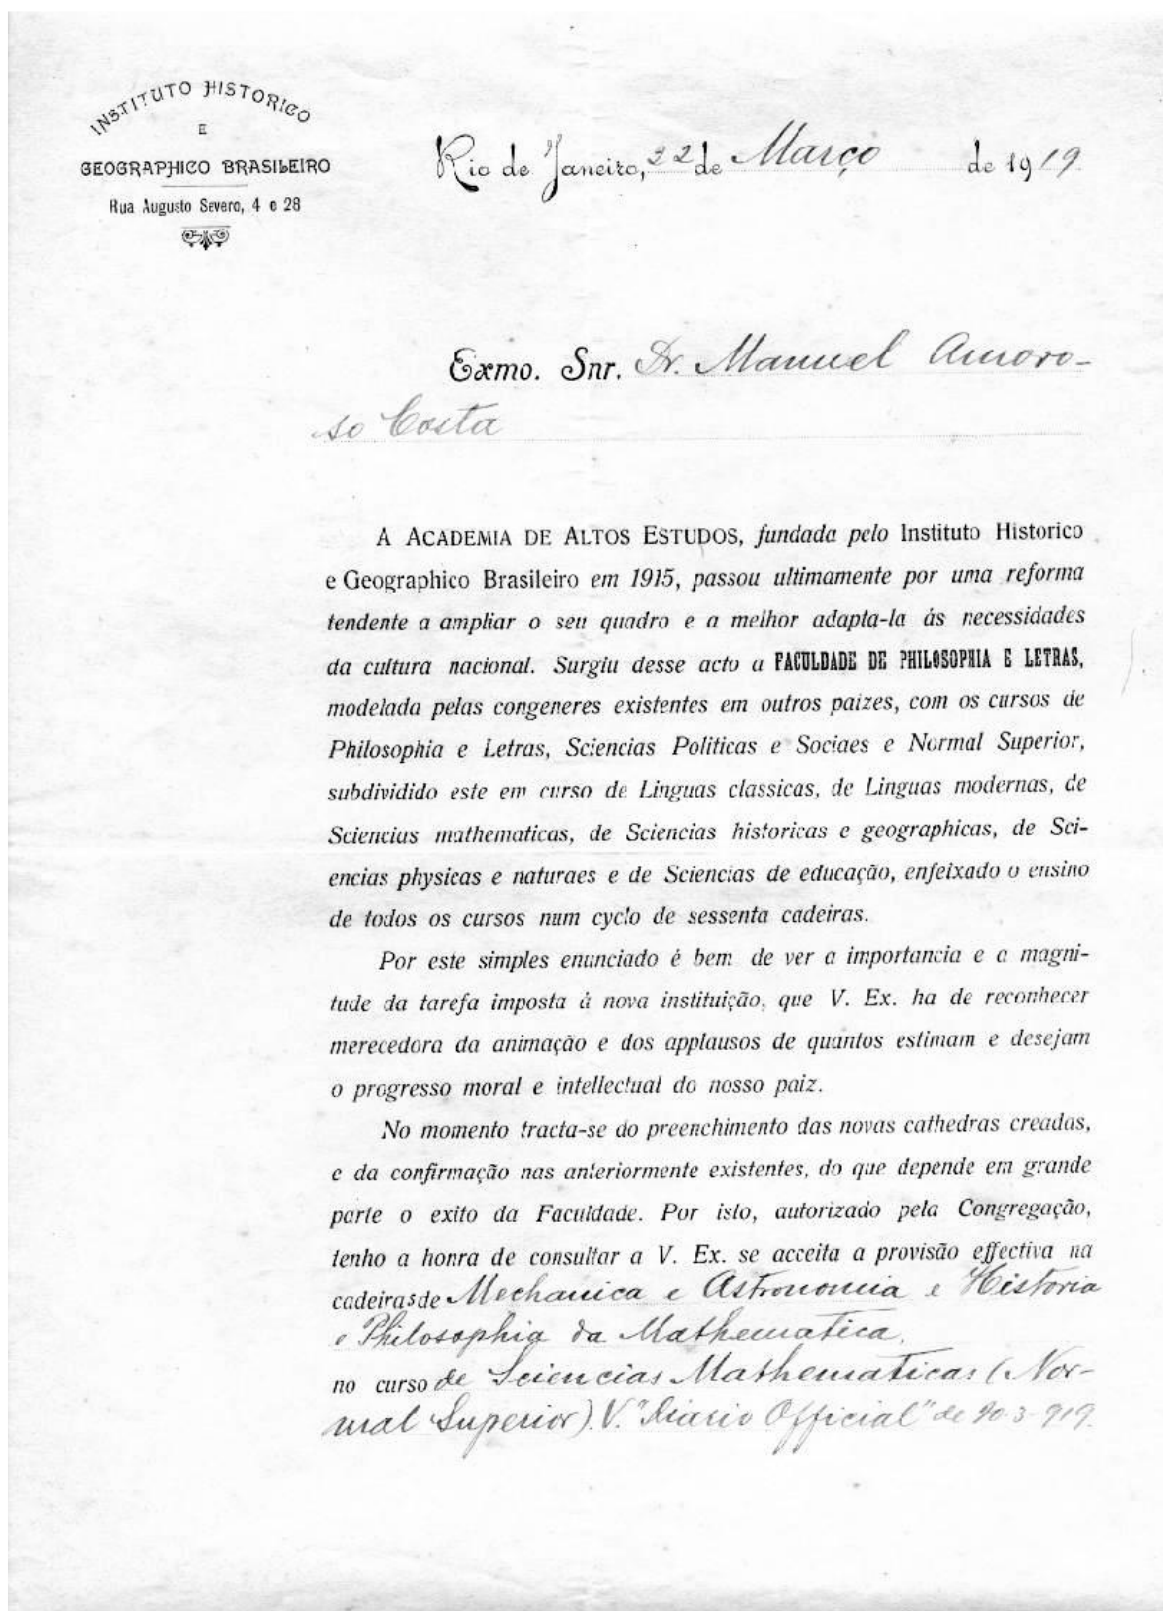 INSTITUTO HISTORICO
E
GEOGRAPHICO BRASILEIRO
Rua Augusto Severo, 4 e 28
Rio de Janeiro, 22 de Março de 1919.
Exmo. Snr. Dr. Manuel Amoro-
so Costa
A ACADEMIA DE ALTOS ESTUDOS, fundada pelo Instituto Historico
e Geographico Brasileiro em 1915, passou ultimamente por uma reforma
tendente a ampliar o seu quadro e a melhor adapta-la ás necessidades
da cultura nacional. Surgiu desse acto a FACULDADE DE PHILOSOPHIA E LETRAS,
modelada pelas congeneres existentes em outros paizes, com os cursos de
Philosophia e Letras, Sciencias Politicas e Sociaes e Normal Superior,
subdividido este em curso de Linguas classicas, de Linguas modernas, de
Sciencias mathematicas, de Sciencias historicas e geographicas, de Sci-
encias physicas e naturaes e de Sciencias de educação, enfeixado o ensino
de todos os cursos num cyclo de sessenta cadeiras.
Por este simples enunciado é bem de ver a importancia e a magni-
tude da tarefa imposta á nova instituição, que V. Ex. ha de reconhecer
merecedora da animação e dos applausos de quantos estimam e desejam
o progresso moral e intellectual do nosso paiz.
No momento tracta-se do preenchimento das novas cathedras creadas,
e da confirmação nas anteriormente existentes, do que depende em grande
parte o exito da Faculdade. Por isto, autorizado pela Congregação,
tenho a honra de consultar a V. Ex. se acceita a provisão effectiva na
cadeiras de Mechanica e Astronomia e Historia
e Philosophia da Mathematica,
no curso de Sciencias Mathematicas (Nor-
mal Superior). V. "Diario Official" de 20-3-919.